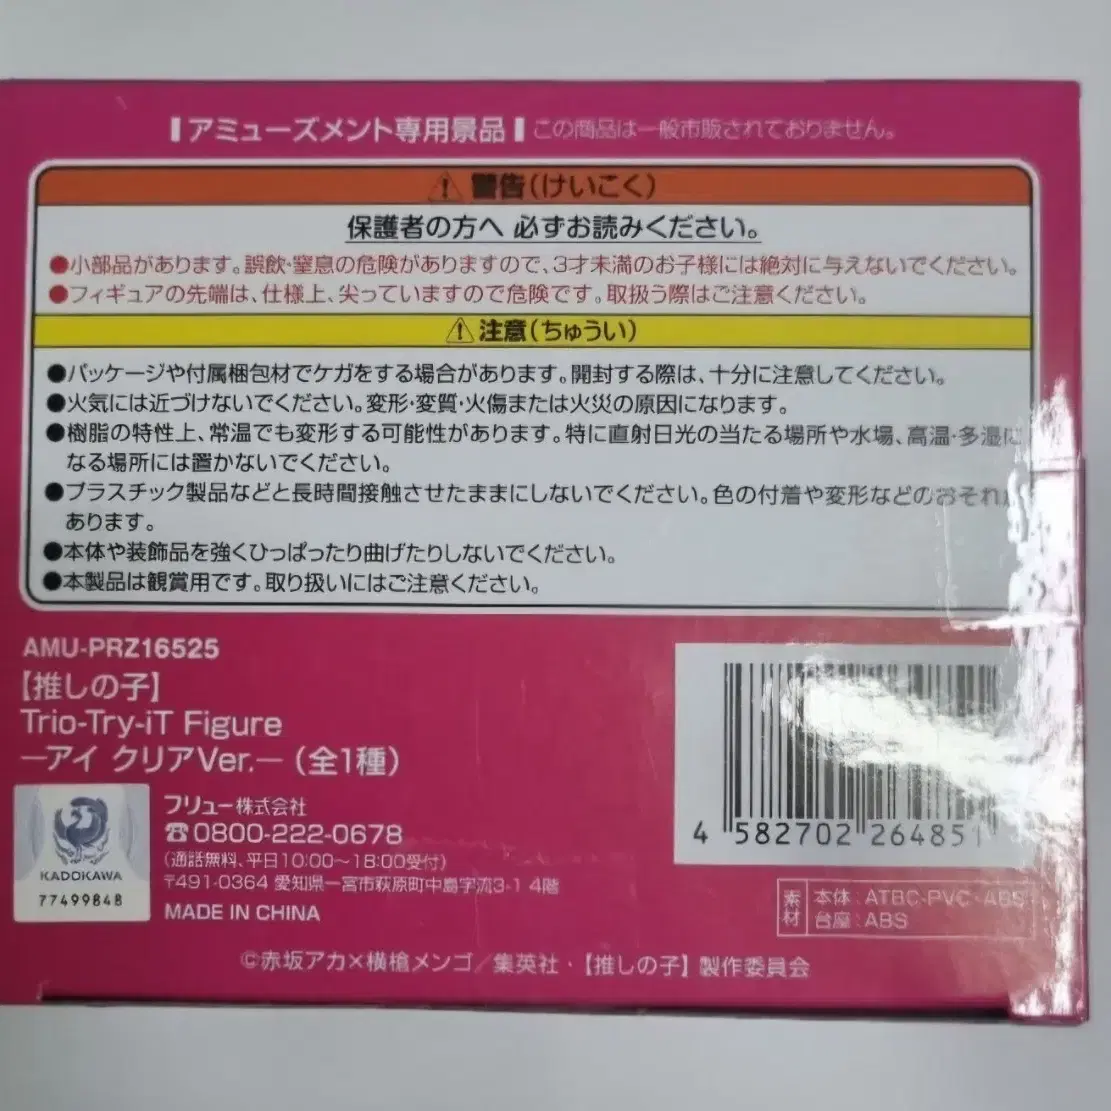 アミューズメント専用景品 この商品は一般市販されておりません。
⚠警告(けいこく)
保護者の方へ 必ずお読みください。
●小部品があります。誤飲・窒息の危険がありますので、3才未満のお子様には絶対に与えないでください。
●フィギュアの先端は、仕様上、尖っていますので危険です。取扱う際はご注意ください。
⚠注意(ちゅうい)
●パッケージや付属梱包材でケガをする場合があります。開封する際は、十分に注意してください。
●火気には近づけないでください。変形・変質・火傷または火災の原因になります。
●樹脂の特性上、常温でも変形する可能性があります。特に直射日光の当たる場所や水場、高温・多湿に
なる場所には置かないでください。
●プラスチック製品などと長時間接触させたままにしないでください。色の付着や変形などのおそれが
あります。
●本体や装飾品を強くひっぱったり曲げたりしないでください。
●本製品は観賞用です。取り扱いにはご注意ください。
AMU-PRZ16525
【推しの子】
Trio-Try-iT Figure
―アイ クリアVer.―（全1種）
KADOKAWA
77499848
フリュー株式会社
☎0800-222-0678
(通話無料、平日10:00〜18:00受付)
〒491-0364 愛知県一宮市萩原町中島字流3-1 4階
MADE IN CHINA
4 582702 264851
素材
本体：ATBC-PVC・ABS
台座：ABS
©赤坂アカ×横槍メンゴ／集英社・【推しの子】製作委員会